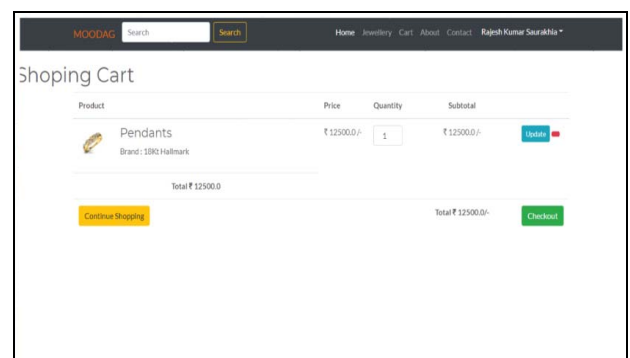 MOODAG Search Search Home Jewellery Cart About Contact Rajesh Kumar Saurakhia
Shoping Cart
Product Price Quantity Subtotal
Pendants ₹ 12500.0 /- 1 ₹ 12500.0 /- Update
Brand : 18Kt Hallmark
Total ₹ 12500.0
Continue Shopping Total ₹ 12500.0/- Checkout